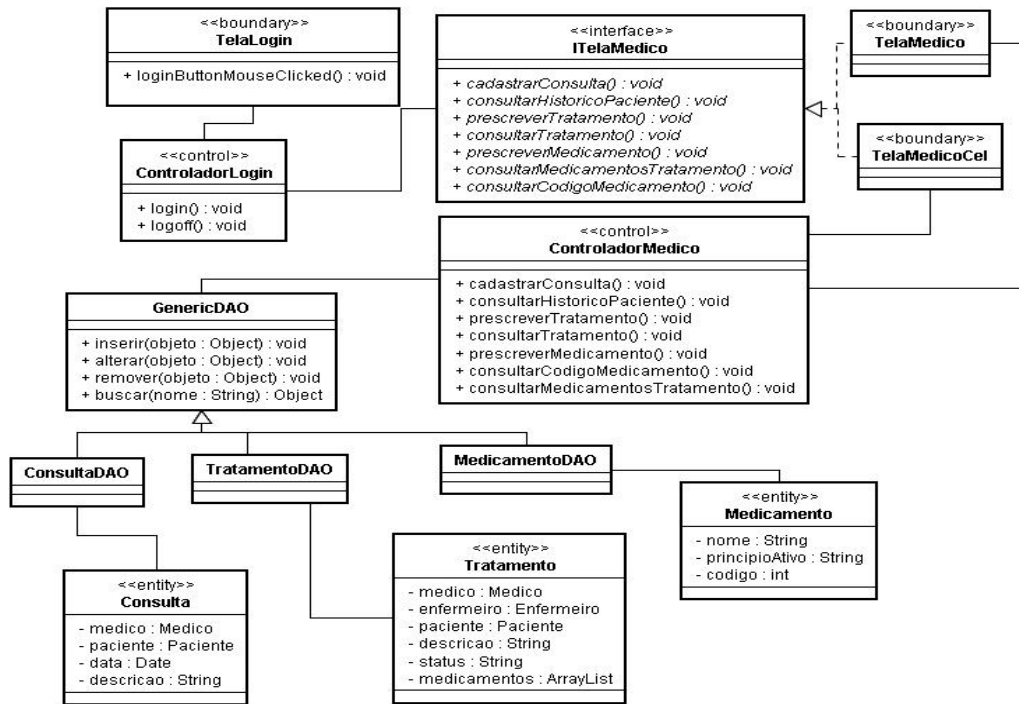 <<boundary>>
TelaLogin
+ loginButtonMouseClicked() : void
<<control>>
ControladorLogin
+ login() : void
+ logoff() : void
<<interface>>
ITelaMedico
+ cadastrarConsulta() : void
+ consultarHistoricoPaciente() : void
+ prescreverTratamento() : void
+ consultarTratamento() : void
+ prescreverMedicamento() : void
+ consultarMedicamentosTratamento() : void
+ consultarCodigoMedicamento() : void
<<boundary>>
TelaMedico
<<boundary>>
TelaMedicoCel
<<control>>
ControladorMedico
+ cadastrarConsulta() : void
+ consultarHistoricoPaciente() : void
+ prescreverTratamento() : void
+ consultarTratamento() : void
+ prescreverMedicamento() : void
+ consultarCodigoMedicamento() : void
+ consultarMedicamentosTratamento() : void
GenericDAO
+ inserir(objeto : Object) : void
+ alterar(objeto : Object) : void
+ remover(objeto : Object) : void
+ buscar(nome : String) : Object
ConsultaDAO
TratamentoDAO
MedicamentoDAO
<<entity>>
Medicamento
- nome : String
- principioAtivo : String
- codigo : int
<<entity>>
Tratamento
- medico : Medico
- enfermeiro : Enfermeiro
- paciente : Paciente
- descricao : String
- status : String
- medicamentos : ArrayList
<<entity>>
Consulta
- medico : Medico
- paciente : Paciente
- data : Date
- descricao : String